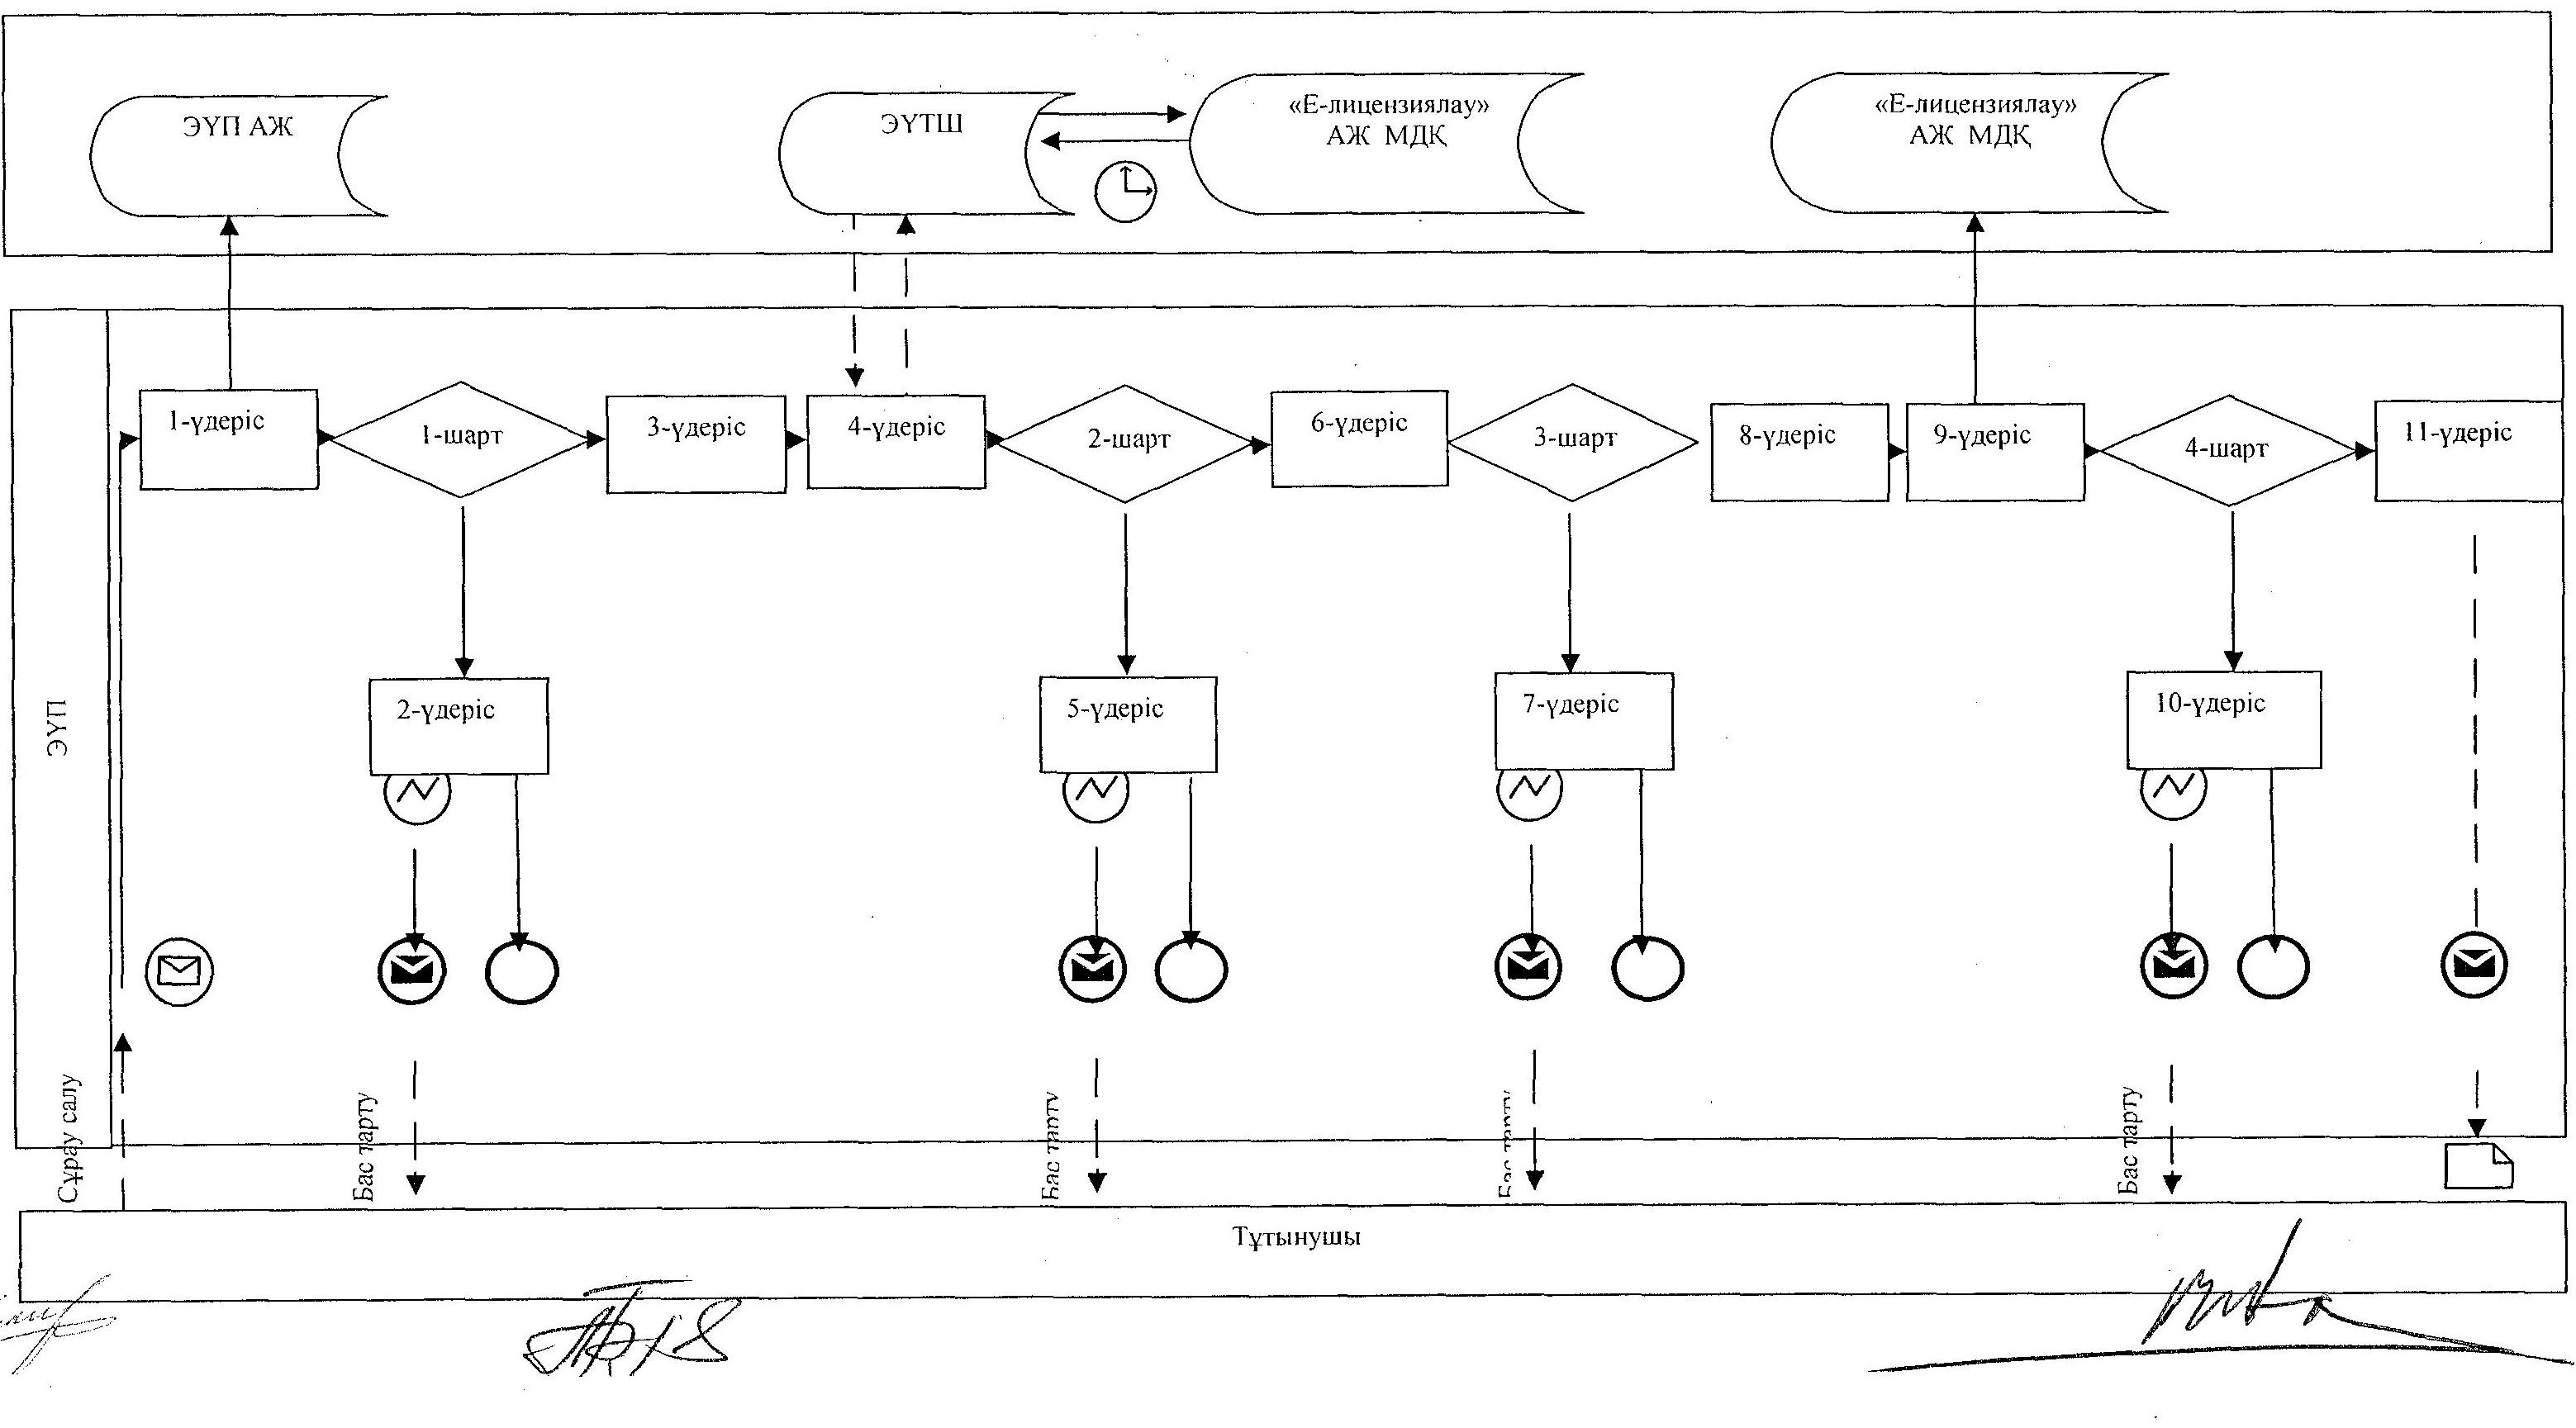 ЭҮП АЖ
ЭҮТШ
«Е-лицензиялау»
АЖ МДҚ
«Е-лицензиялау»
АЖ МДҚ
ЭҮП
1-үдеріс
1-шарт
3-үдеріс
4-үдеріс
2-шарт
6-үдеріс
3-шарт
8-үдеріс
9-үдеріс
4-шарт
11-үдеріс
2-үдеріс
5-үдеріс
7-үдеріс
10-үдеріс
Сұрау салу
Бас тарту
Бас тарту
Бас тарту
Бас тарту
Тұтынушы